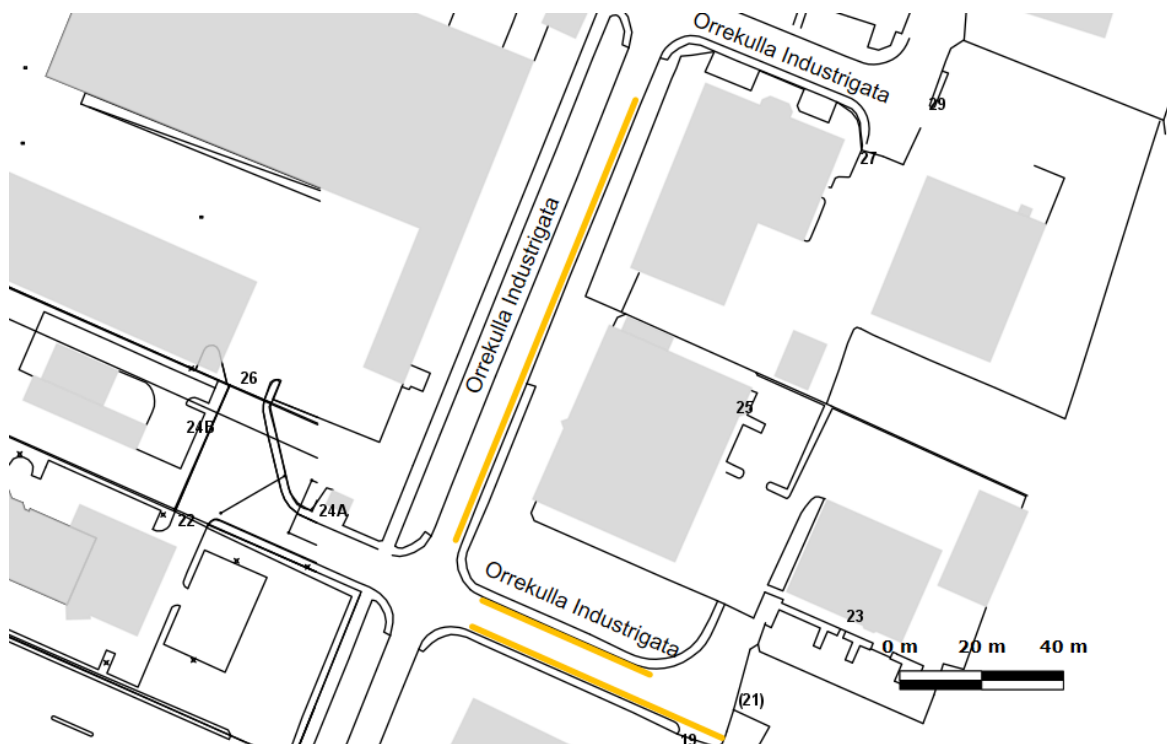 Orrekulla Industrigata
29
27
Orrekulla Industrigata
26
25
24B
24A
22
Orrekulla Industrigata
23
0 m 20 m 40 m
(21)
19